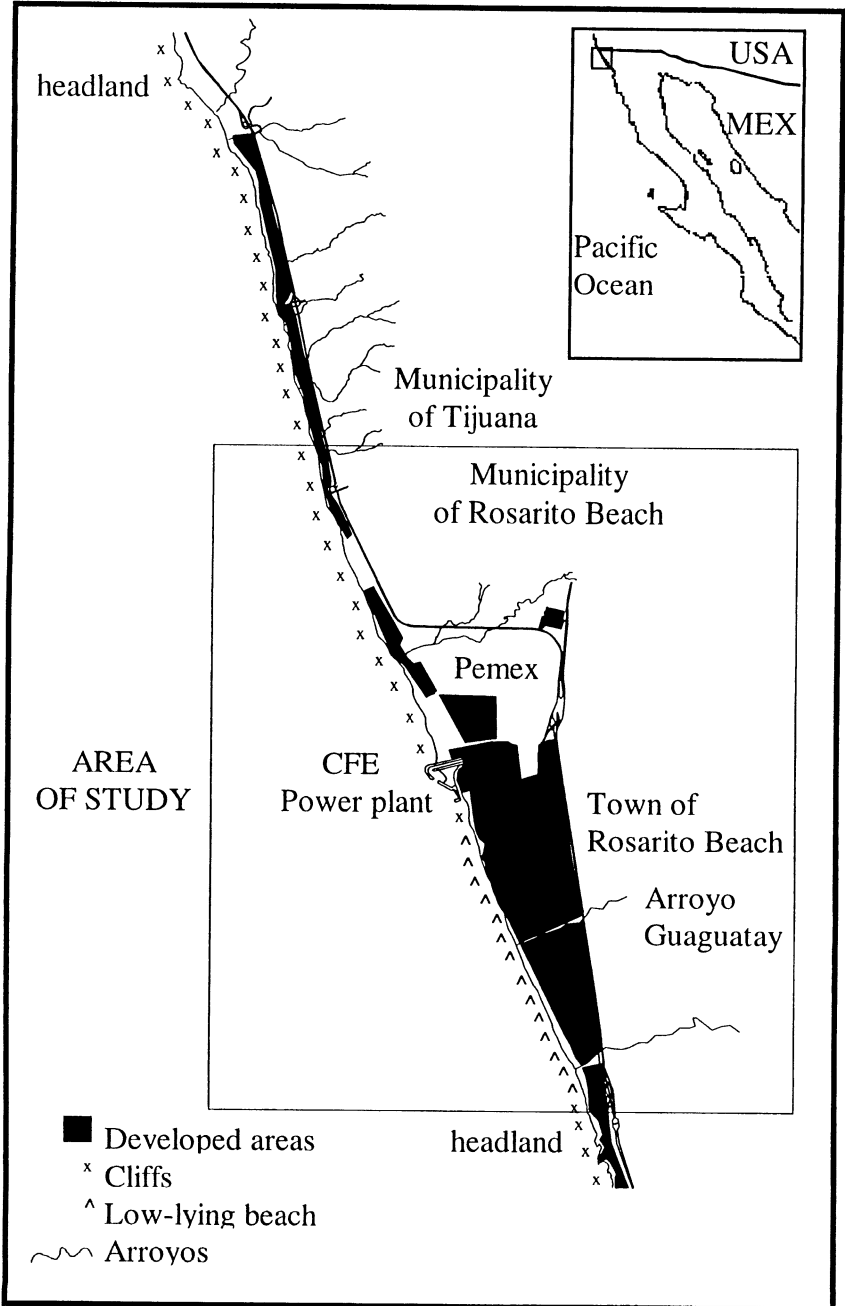 headland
USA
MEX
Pacific
Ocean
Municipality
of Tijuana
Municipality
of Rosarito Beach
Pemex
AREA
OF STUDY
CFE
Power plant
Town of
Rosarito Beach
Arroyo
Guaguatay
headland
Developed areas
x Cliffs
^ Low-lying beach
Arroyos